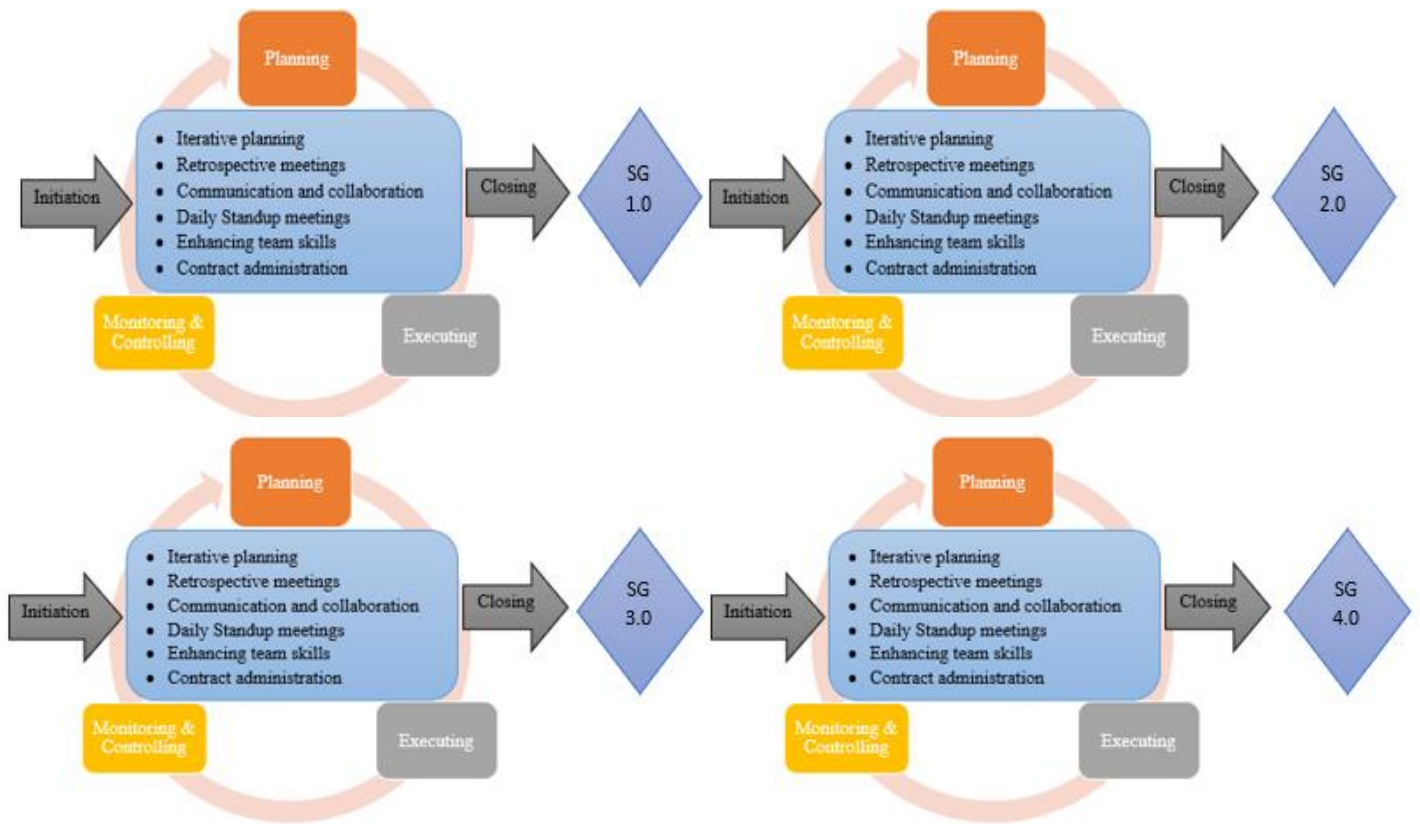 Planning
• Iterative planning
• Retrospective meetings
• Communication and collaboration
• Daily Standup meetings
• Enhancing team skills
• Contract administration
Initiation
Closing
SG
1.0
Monitoring &
Controlling
Executing
Planning
• Iterative planning
• Retrospective meetings
• Communication and collaboration
• Daily Standup meetings
• Enhancing team skills
• Contract administration
Initiation
Closing
SG
2.0
Monitoring &
Controlling
Executing
Planning
• Iterative planning
• Retrospective meetings
• Communication and collaboration
• Daily Standup meetings
• Enhancing team skills
• Contract administration
Initiation
Closing
SG
3.0
Monitoring &
Controlling
Executing
Planning
• Iterative planning
• Retrospective meetings
• Communication and collaboration
• Daily Standup meetings
• Enhancing team skills
• Contract administration
Initiation
Closing
SG
4.0
Monitoring &
Controlling
Executing